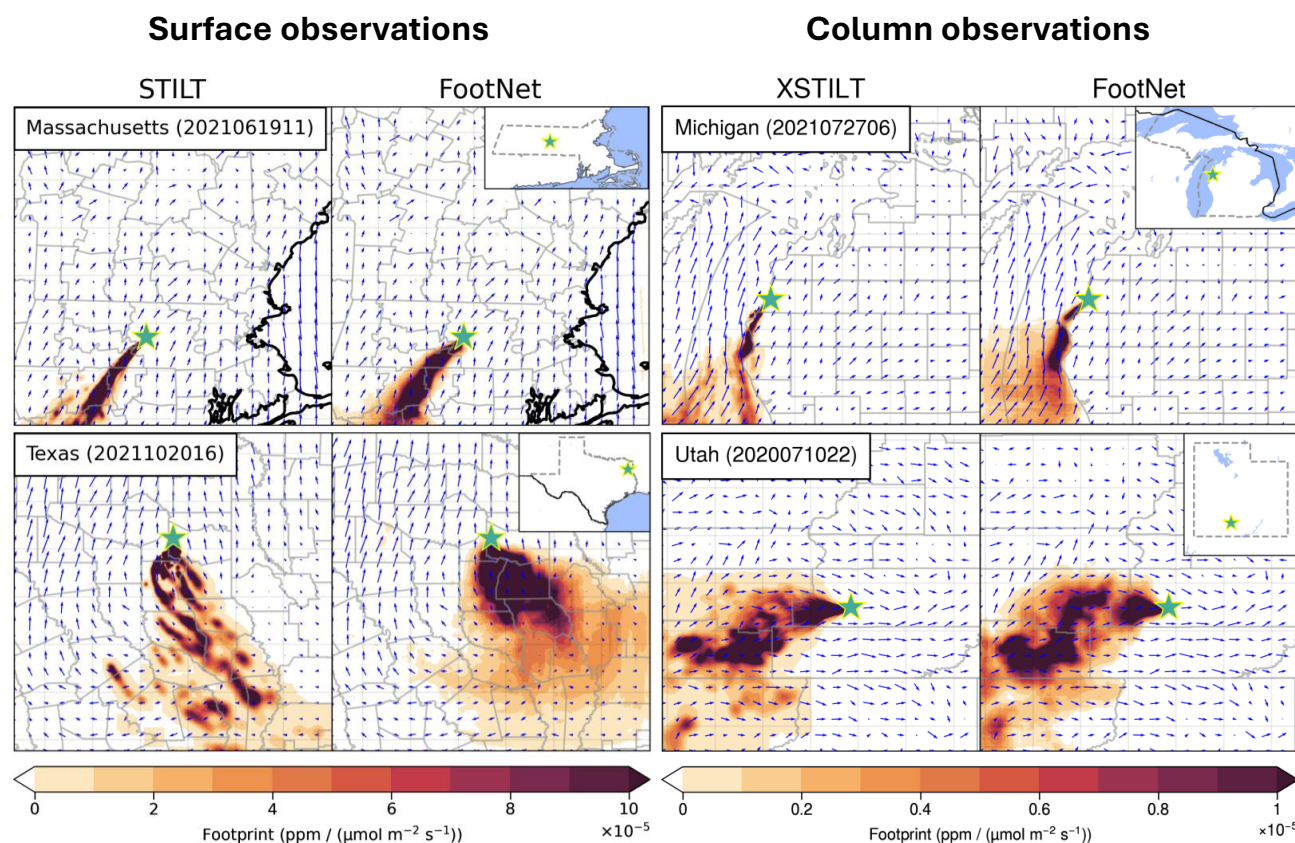 Surface observations
Column observations
STILT
FootNet
XSTILT
FootNet
Massachusetts (2021061911)
Michigan (2021072706)
Texas (2021102016)
Utah (2020071022)
0 2 4 6 8 10
×10⁻⁵
Footprint (ppm / (μmol m⁻² s⁻¹))
0 0.2 0.4 0.6 0.8 1
×10⁻⁵
Footprint (ppm / (μmol m⁻² s⁻¹))